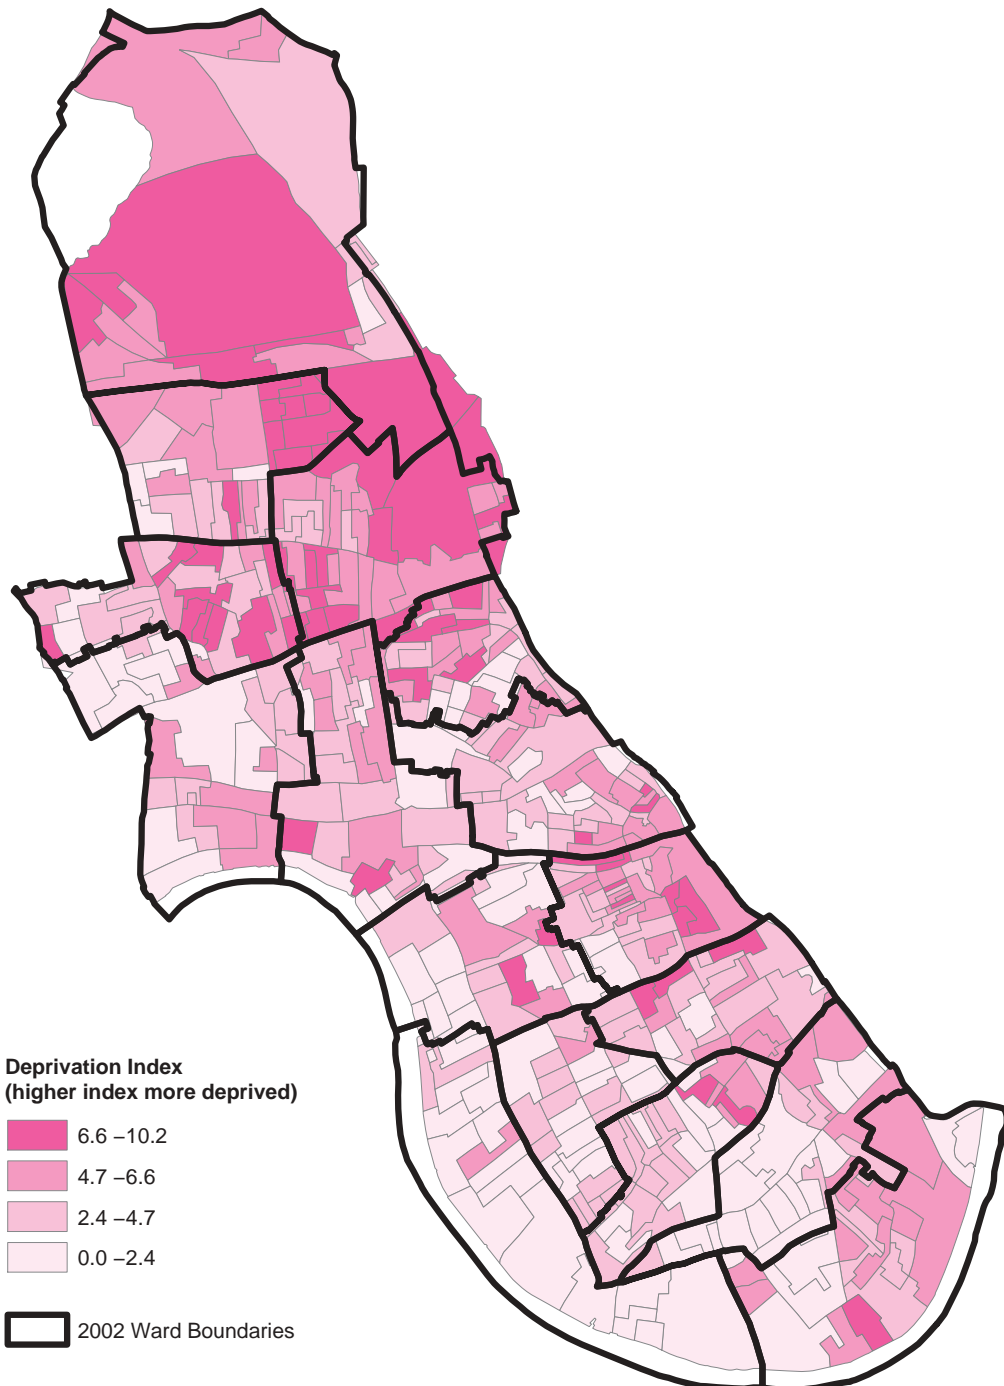 Deprivation Index
(higher index more deprived)
6.6 –10.2
4.7 –6.6
2.4 –4.7
0.0 –2.4
2002 Ward Boundaries